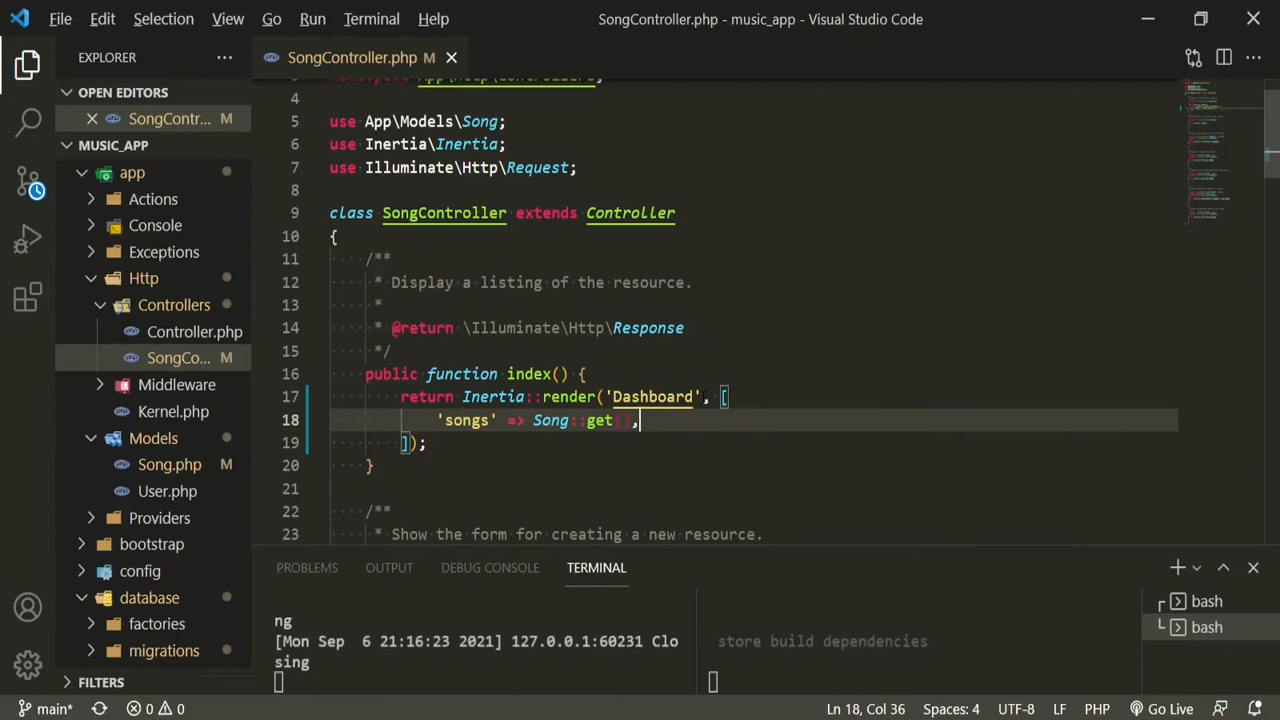 File Edit Selection View Go Run Terminal Help SongController.php - music_app - Visual Studio Code
EXPLORER
SongController.php M
OPEN EDITORS
SongContr... M
MUSIC_APP
app
Actions
Console
Exceptions
Http
Controllers
Controller.php
SongCo... M
Middleware
Kernel.php
Models
Song.php M
User.php
Providers
bootstrap
config
database
factories
migrations
FILTERS
3 namespace App\Http\Controllers;
4
5 use App\Models\Song;
6 use Inertia\Inertia;
7 use Illuminate\Http\Request;
8
9 class SongController extends Controller
10 {
11 /**
12 * Display a listing of the resource.
13 *
14 * @return \Illuminate\Http\Response
15 */
16 public function index() {
17 return Inertia::render('Dashboard', [
18 'songs' => Song::get(),
19 ]);
20 }
21
22 /**
23 * Show the form for creating a new resource.
PROBLEMS OUTPUT DEBUG CONSOLE TERMINAL
ng
[Mon Sep 6 21:16:23 2021] 127.0.0.1:60231 Clo
sing
store build dependencies
bash
bash
main* 0 0 Ln 18, Col 36 Spaces: 4 UTF-8 LF PHP Go Live